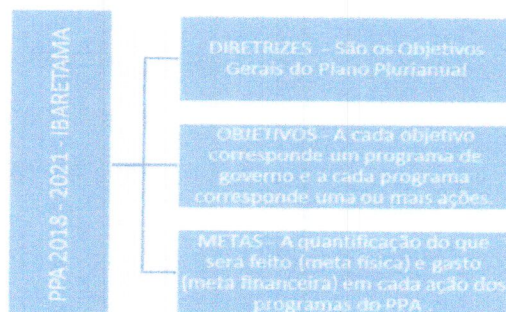 PPA 2018 - 2021 - IBARETAMA
DIRETRIZES - São os Objetivos
Gerais do Plano Plurianual
OBJETIVOS - A cada objetivo
corresponde um programa de
governo e a cada programa
corresponde uma ou mais ações.
METAS - A quantificação do que
será feito (meta física) e gasto
(meta financeira) em cada ação dos
programas do PPA .